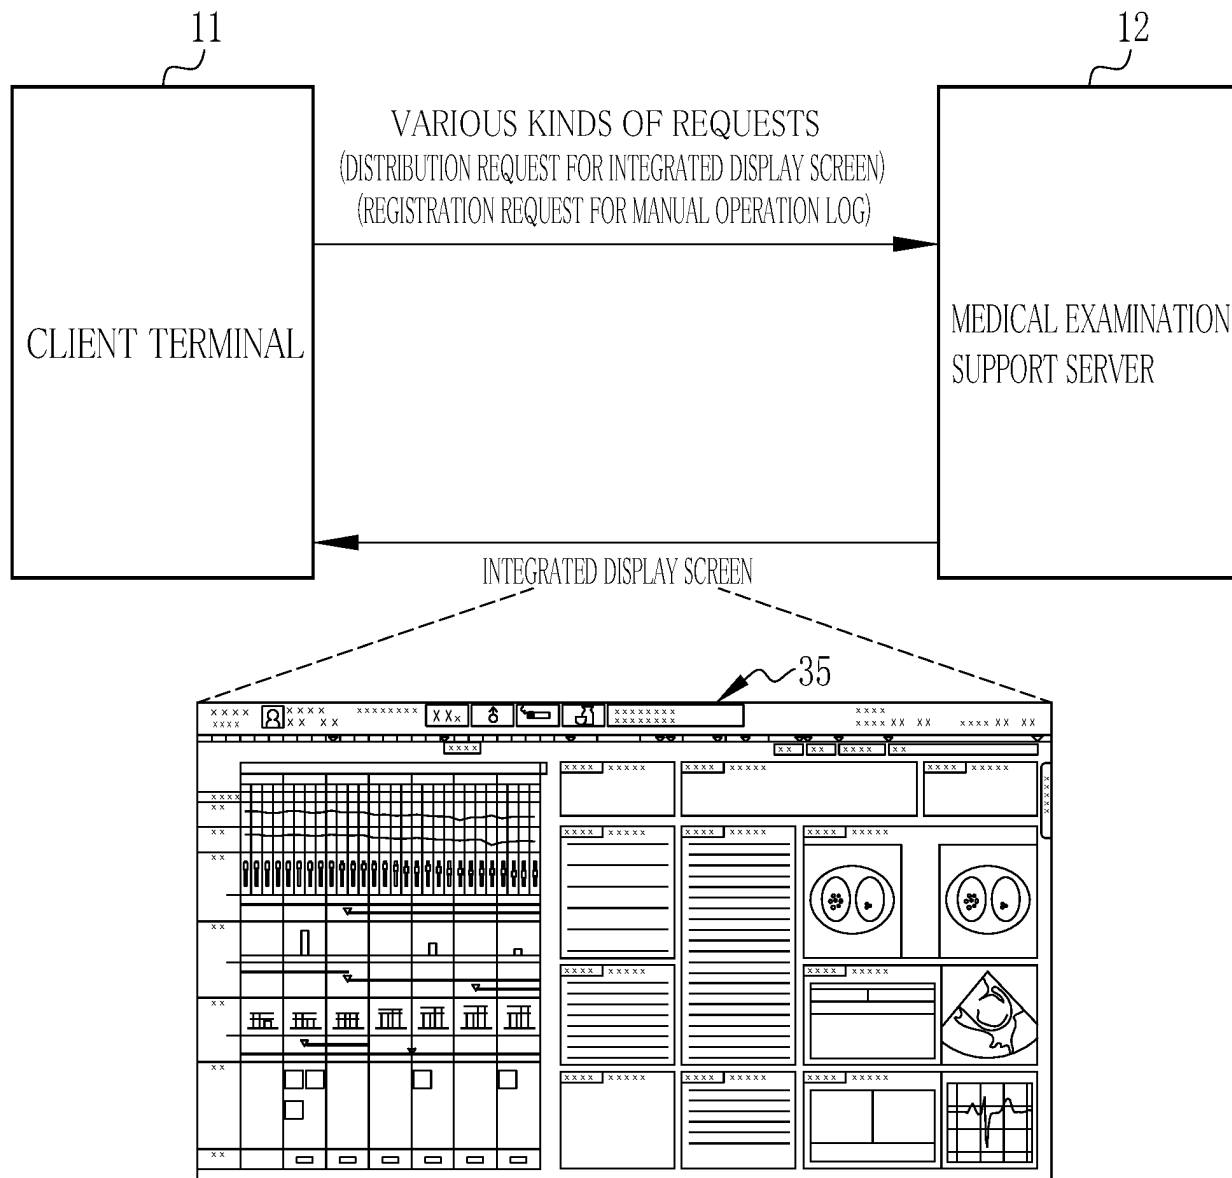 11
12
VARIOUS KINDS OF REQUESTS
(DISTRIBUTION REQUEST FOR INTEGRATED DISPLAY SCREEN)
(REGISTRATION REQUEST FOR MANUAL OPERATION LOG)
CLIENT TERMINAL
MEDICAL EXAMINATION
SUPPORT SERVER
INTEGRATED DISPLAY SCREEN
35